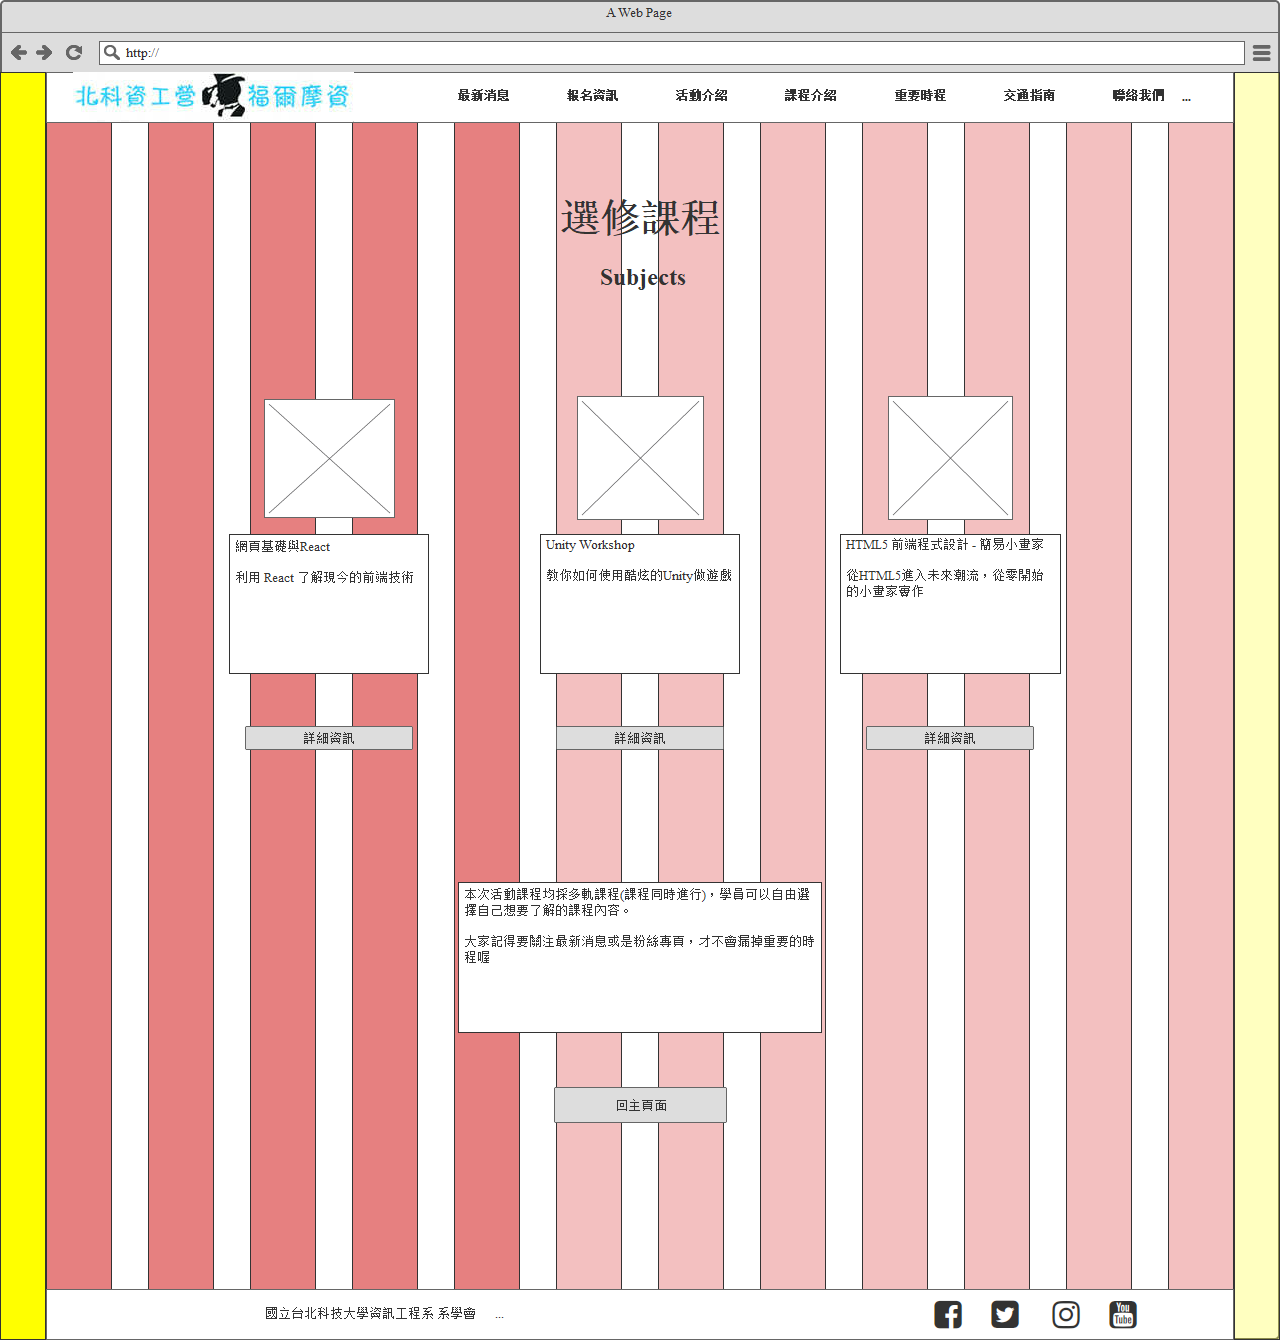 A Web Page
http://
北科資工營 福爾摩資
最新消息 報名資訊 活動介紹 課程介紹 重要時程 交通指南 聯絡我們 ...
選修課程
Subjects
網頁基礎與React
利用 React 了解現今的前端技術
Unity Workshop
教你如何使用酷炫的Unity做遊戲
HTML5 前端程式設計 - 簡易小畫家
從HTML5進入未來潮流，從零開始
的小畫家實作
詳細資訊 詳細資訊 詳細資訊
本次活動課程均採多軌課程(課程同時進行)，學員可以自由選
擇自己想要了解的課程內容。
大家記得要關注最新消息或是粉絲專頁，才不會漏掉重要的時
程喔
回主頁面
國立台北科技大學資訊工程系 系學會 ...
You
Tube